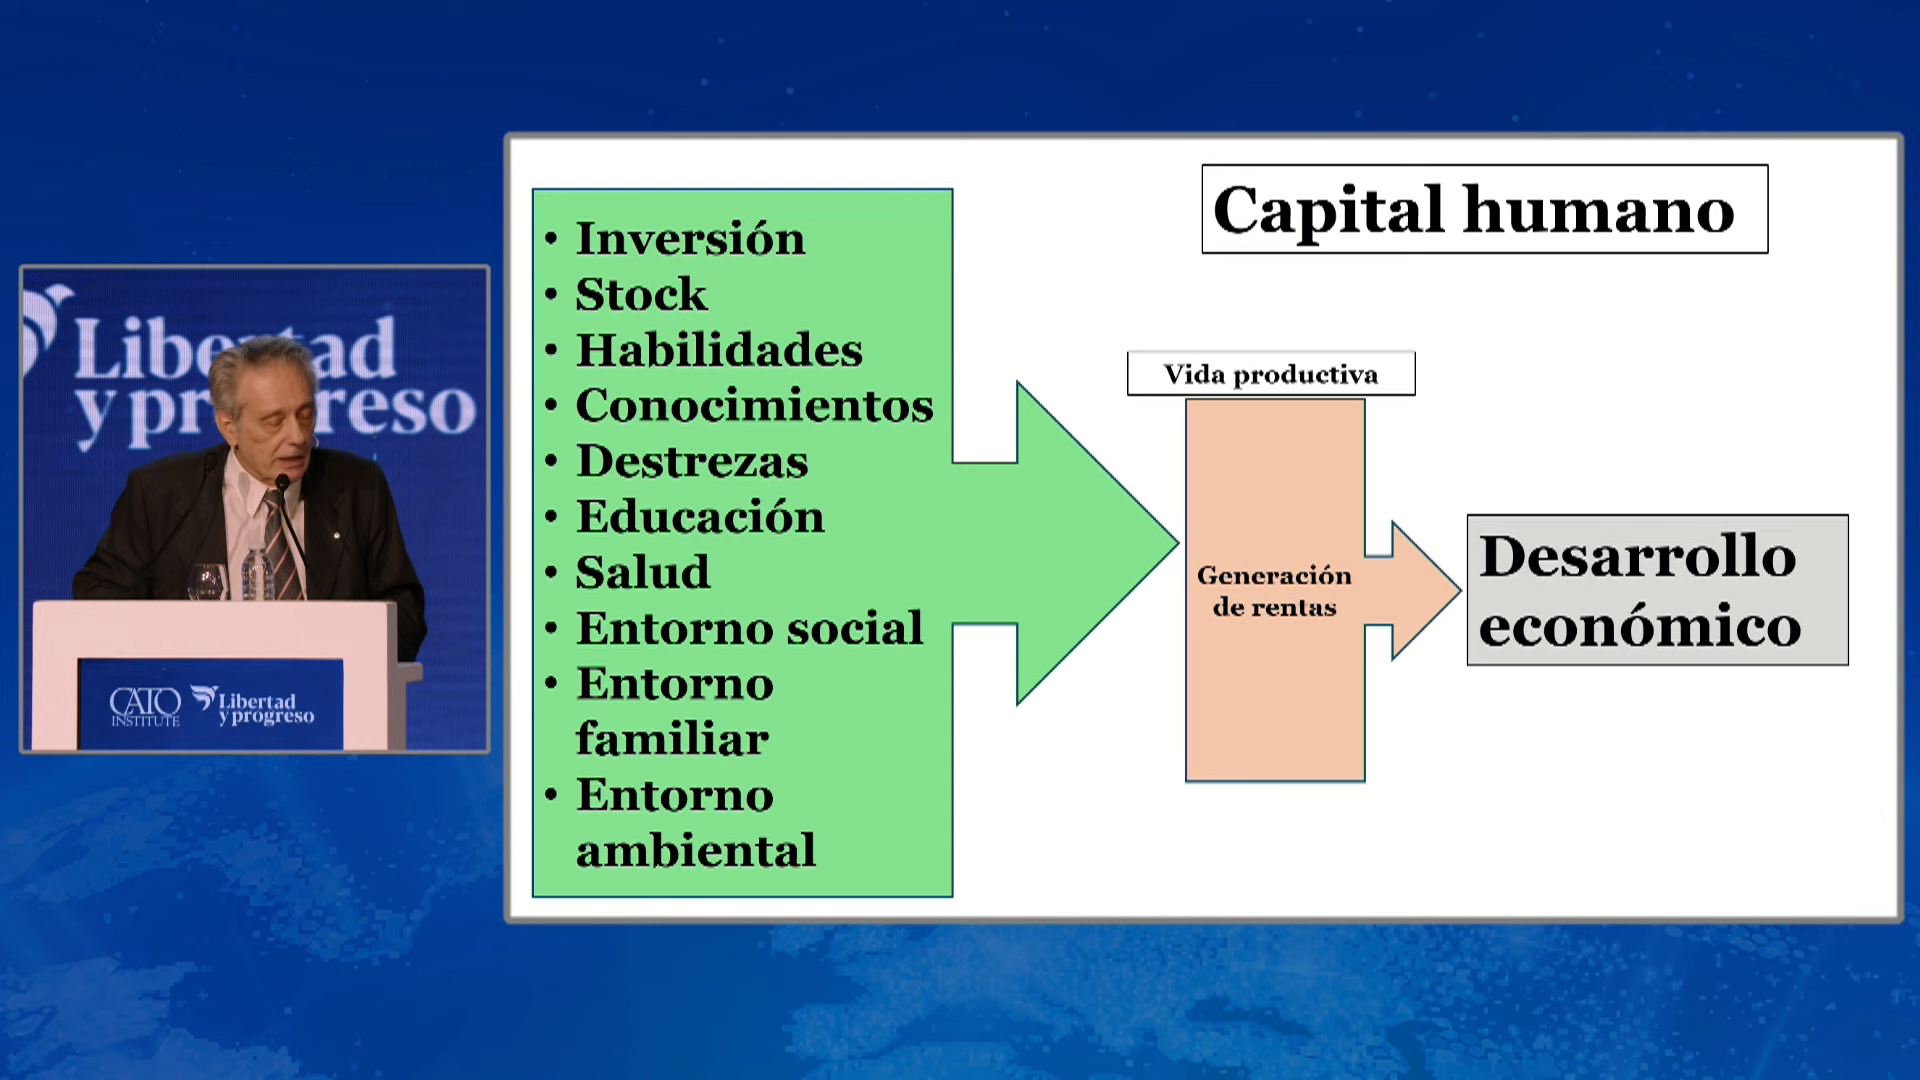 Libertad
y progreso
CATO
INSTITUTE
Libertad
y progreso
Capital humano
• Inversión
• Stock
• Habilidades
• Conocimientos
• Destrezas
• Educación
• Salud
• Entorno social
• Entorno
familiar
• Entorno
ambiental
Vida productiva
Generación
de rentas
Desarrollo
económico